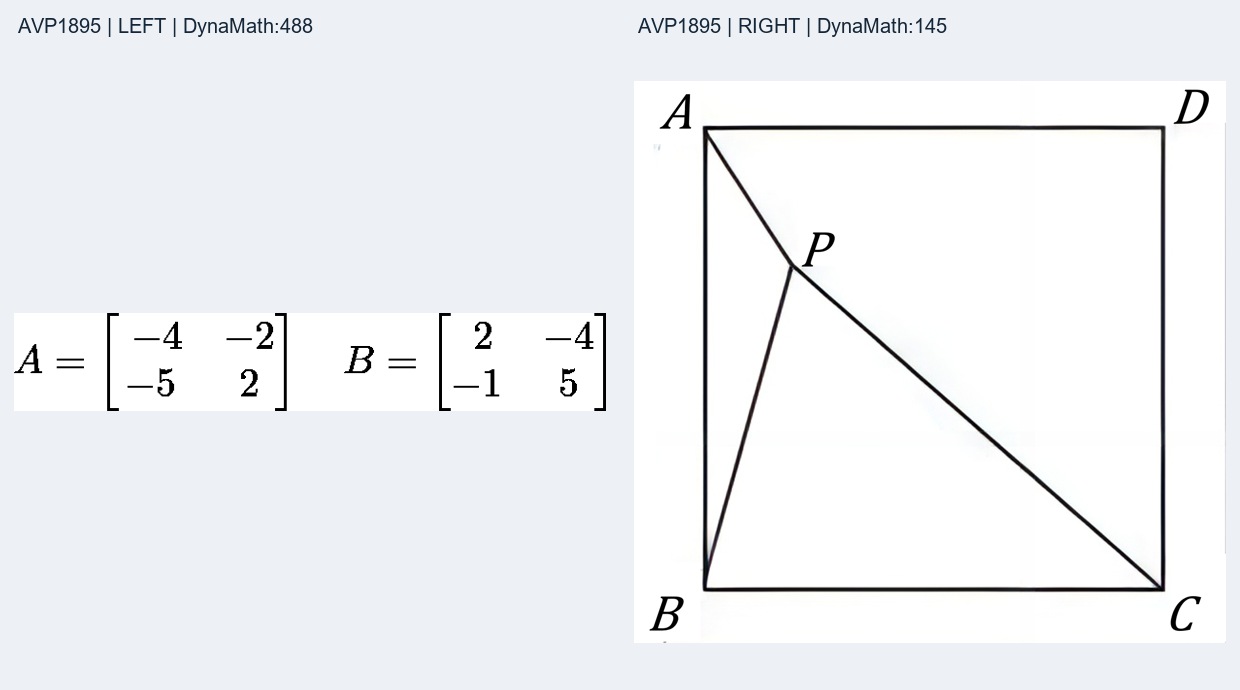 AVP1895 | LEFT | DynaMath:488
A = [ -4 -2 ] B = [ 2 -4 ]
[ -5 2 ] [ -1 5 ]
AVP1895 | RIGHT | DynaMath:145
A D
P
B C